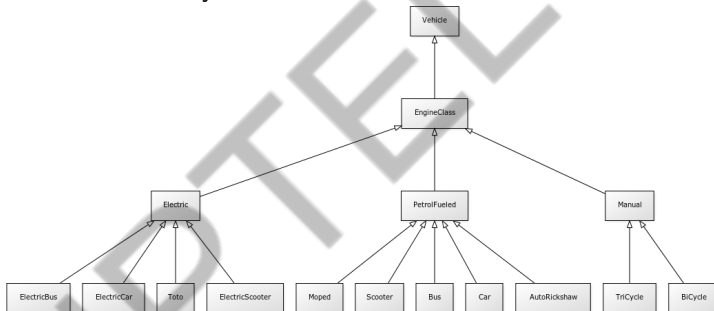 Vehicle
EngineClass
Electric PetrolFueled Manual
ElectricBus ElectricCar Toto ElectricScooter Moped Scooter Bus Car AutoRickshaw TriCycle BiCycle